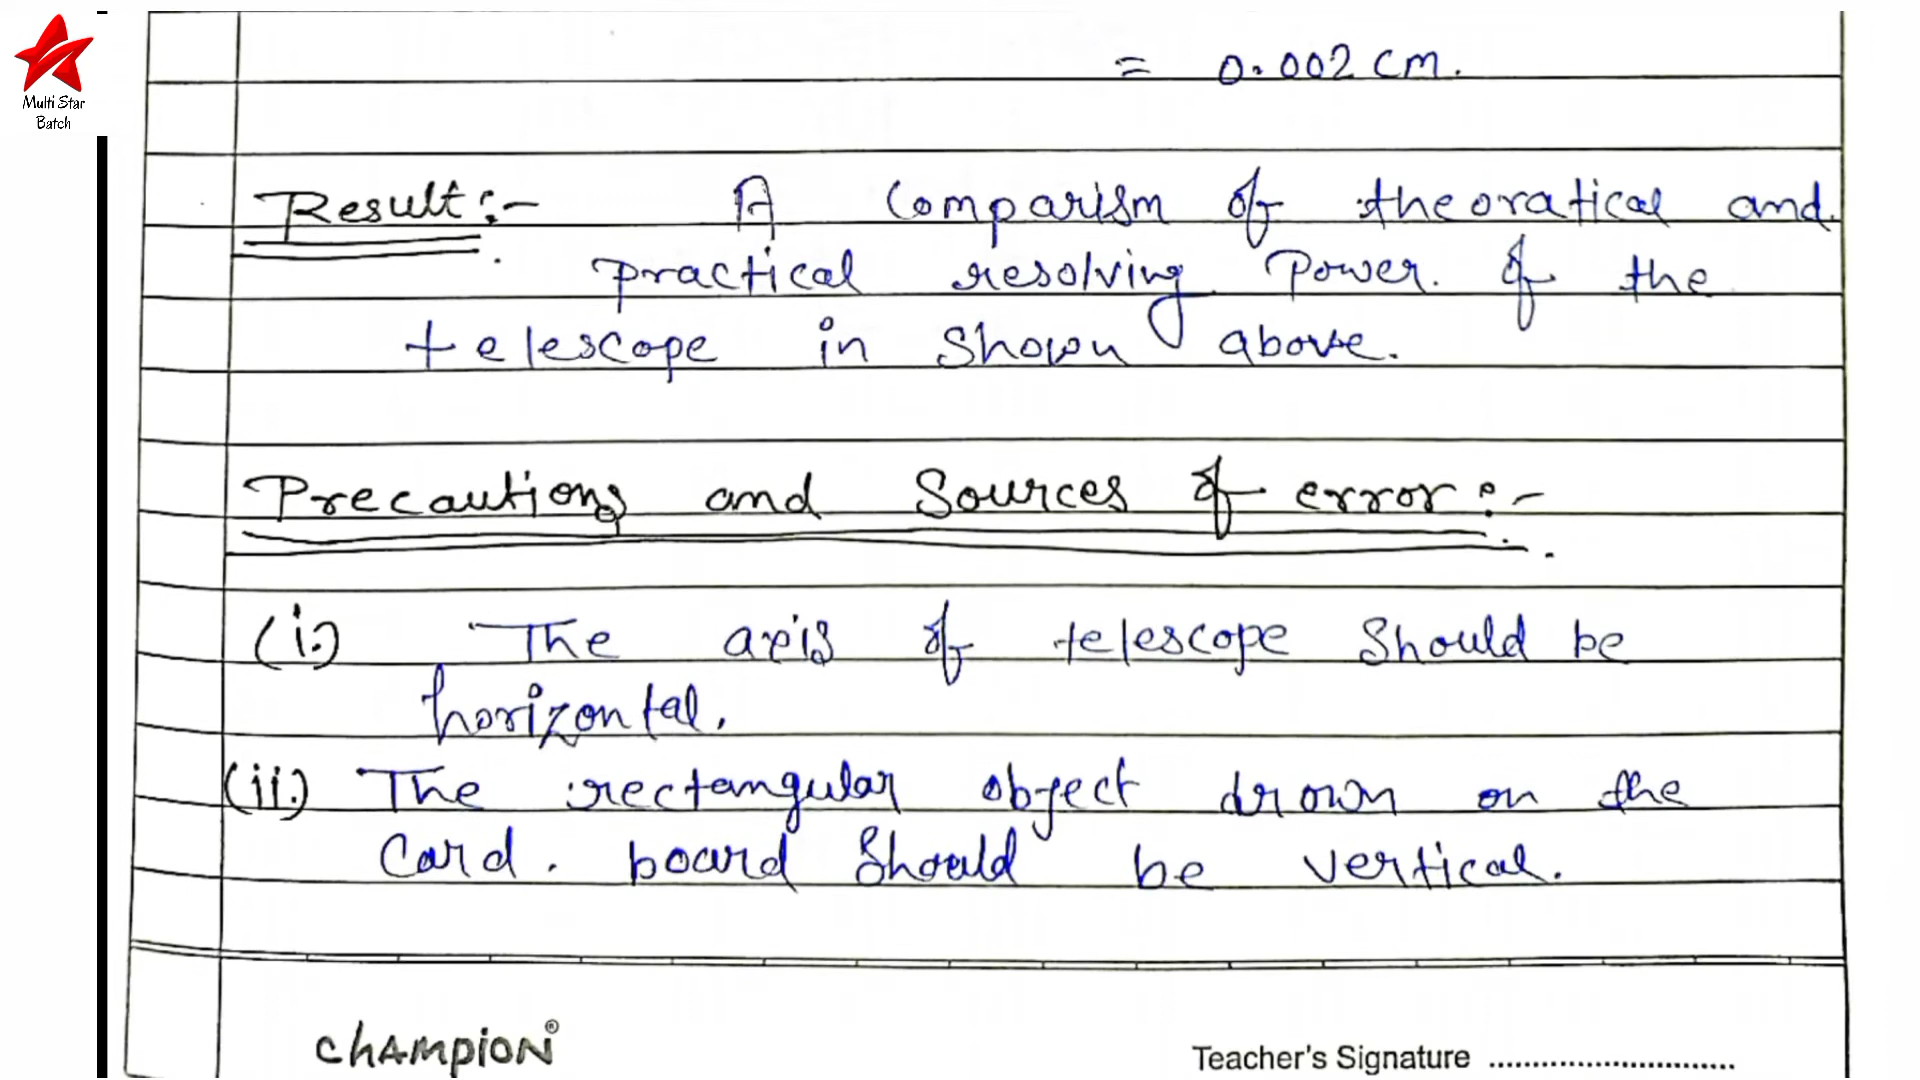 Multi Star
Batch
= 0.002 cm.
Result :- A comparism of theoratical and
practical resolving Power. of the
telescope in shown above.
Precautions and Sources of error :-
(i.) The axis of telescope should be
horizontal.
(ii.) The rectangular object drown on the
Card. board should be vertical.
chAmpioN®
Teacher's Signature ...........................